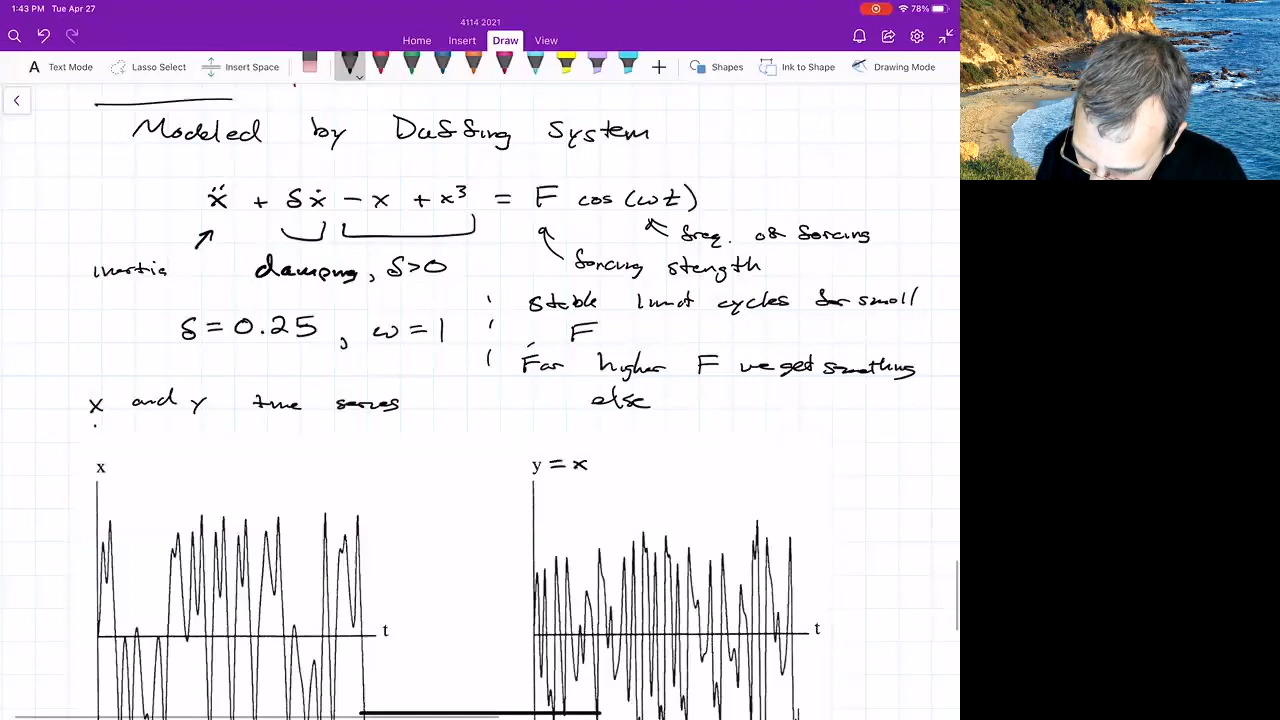 1:43 PM Tue Apr 27
78%
4114 2021
Home Insert Draw View
Text Mode Lasso Select Insert Space Shapes Ink to Shape Drawing Mode
Modeled by Duffing system
ẍ + δẋ - x + x³ = F cos(ωt)
freq. of forcing
inertia damping, δ>0 forcing stength
stable limit cycles for small
δ = 0.25, ω = 1 F
For higher F we get something
x and y time series else
x y = x
t t